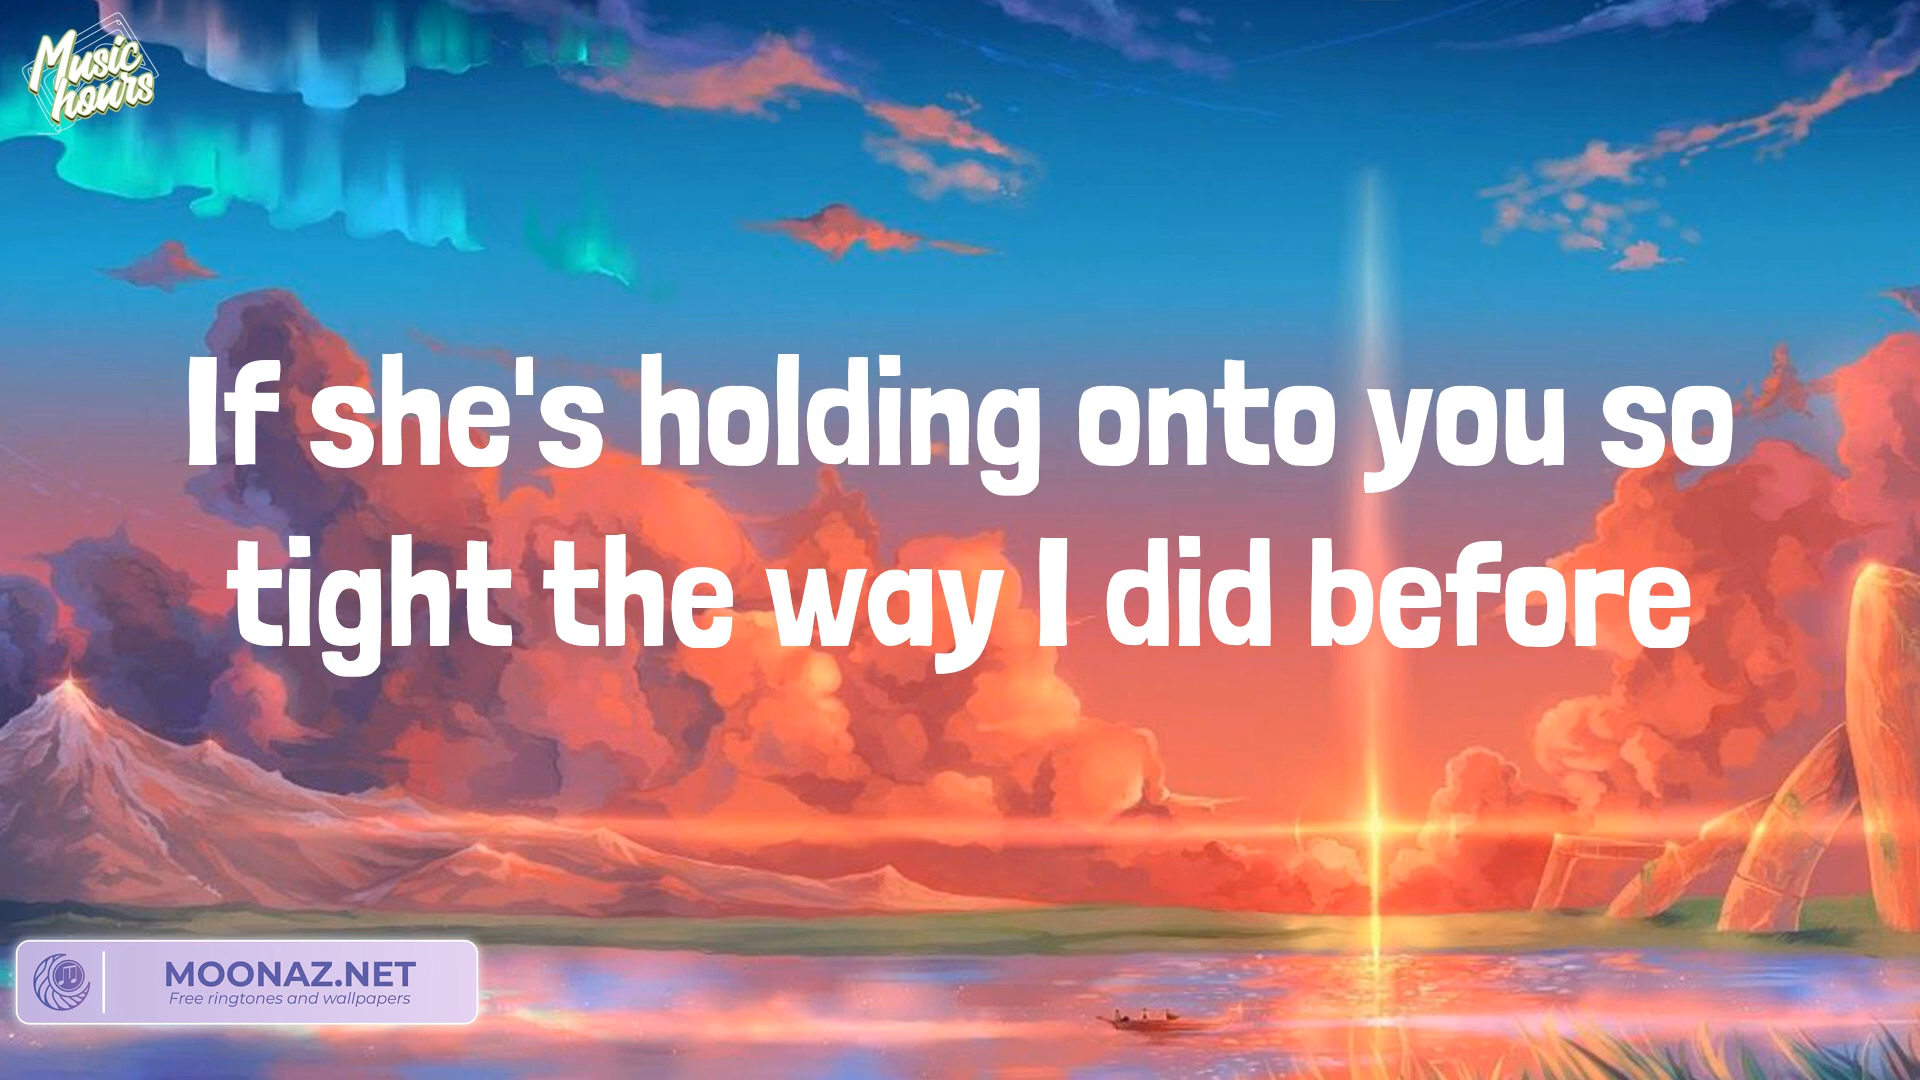 Music
hours
If she's holding onto you so
tight the way I did before
MOONAZ.NET
Free ringtones and wallpapers